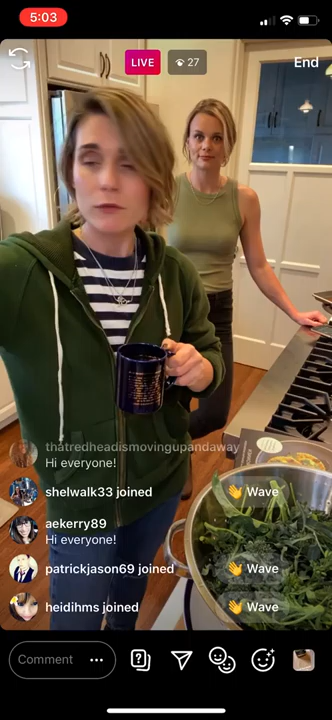 5:03
LIVE
27
End
thatredheadismovingupandaway
Hi everyone!
shelwalk33 joined
Wave
aekerry89
Hi everyone!
patrickjason69 joined
Wave
heidihms joined
Wave
Comment